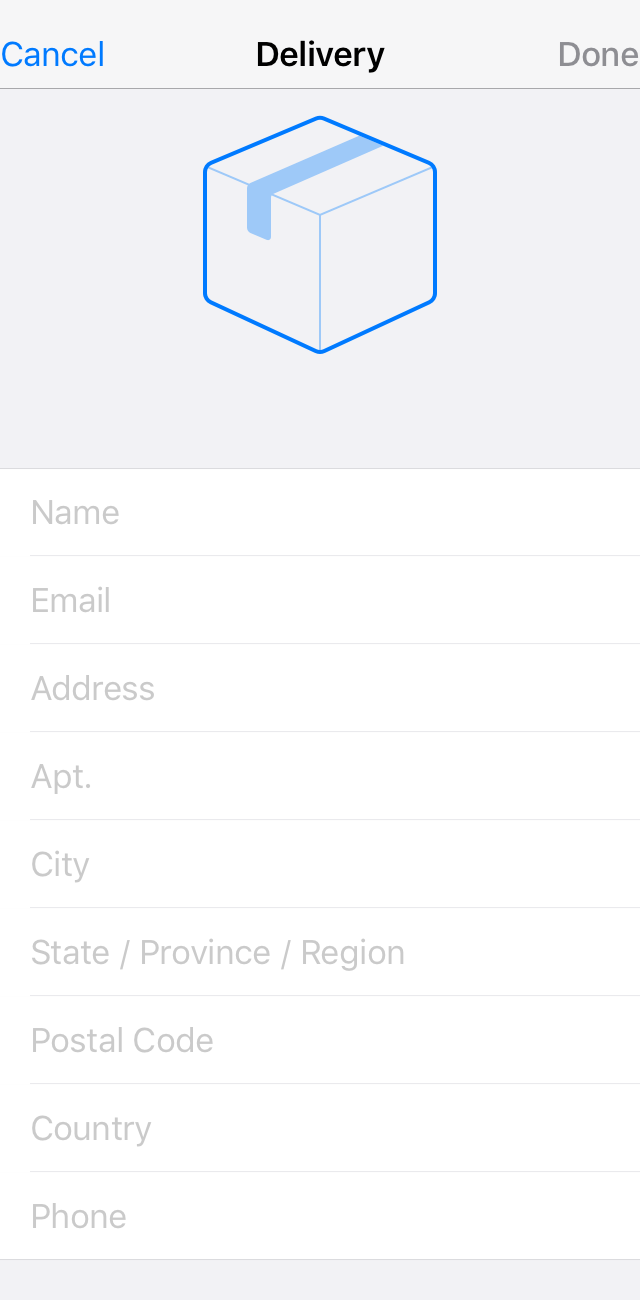 Cancel Delivery Done
Name
Email
Address
Apt.
City
State / Province / Region
Postal Code
Country
Phone